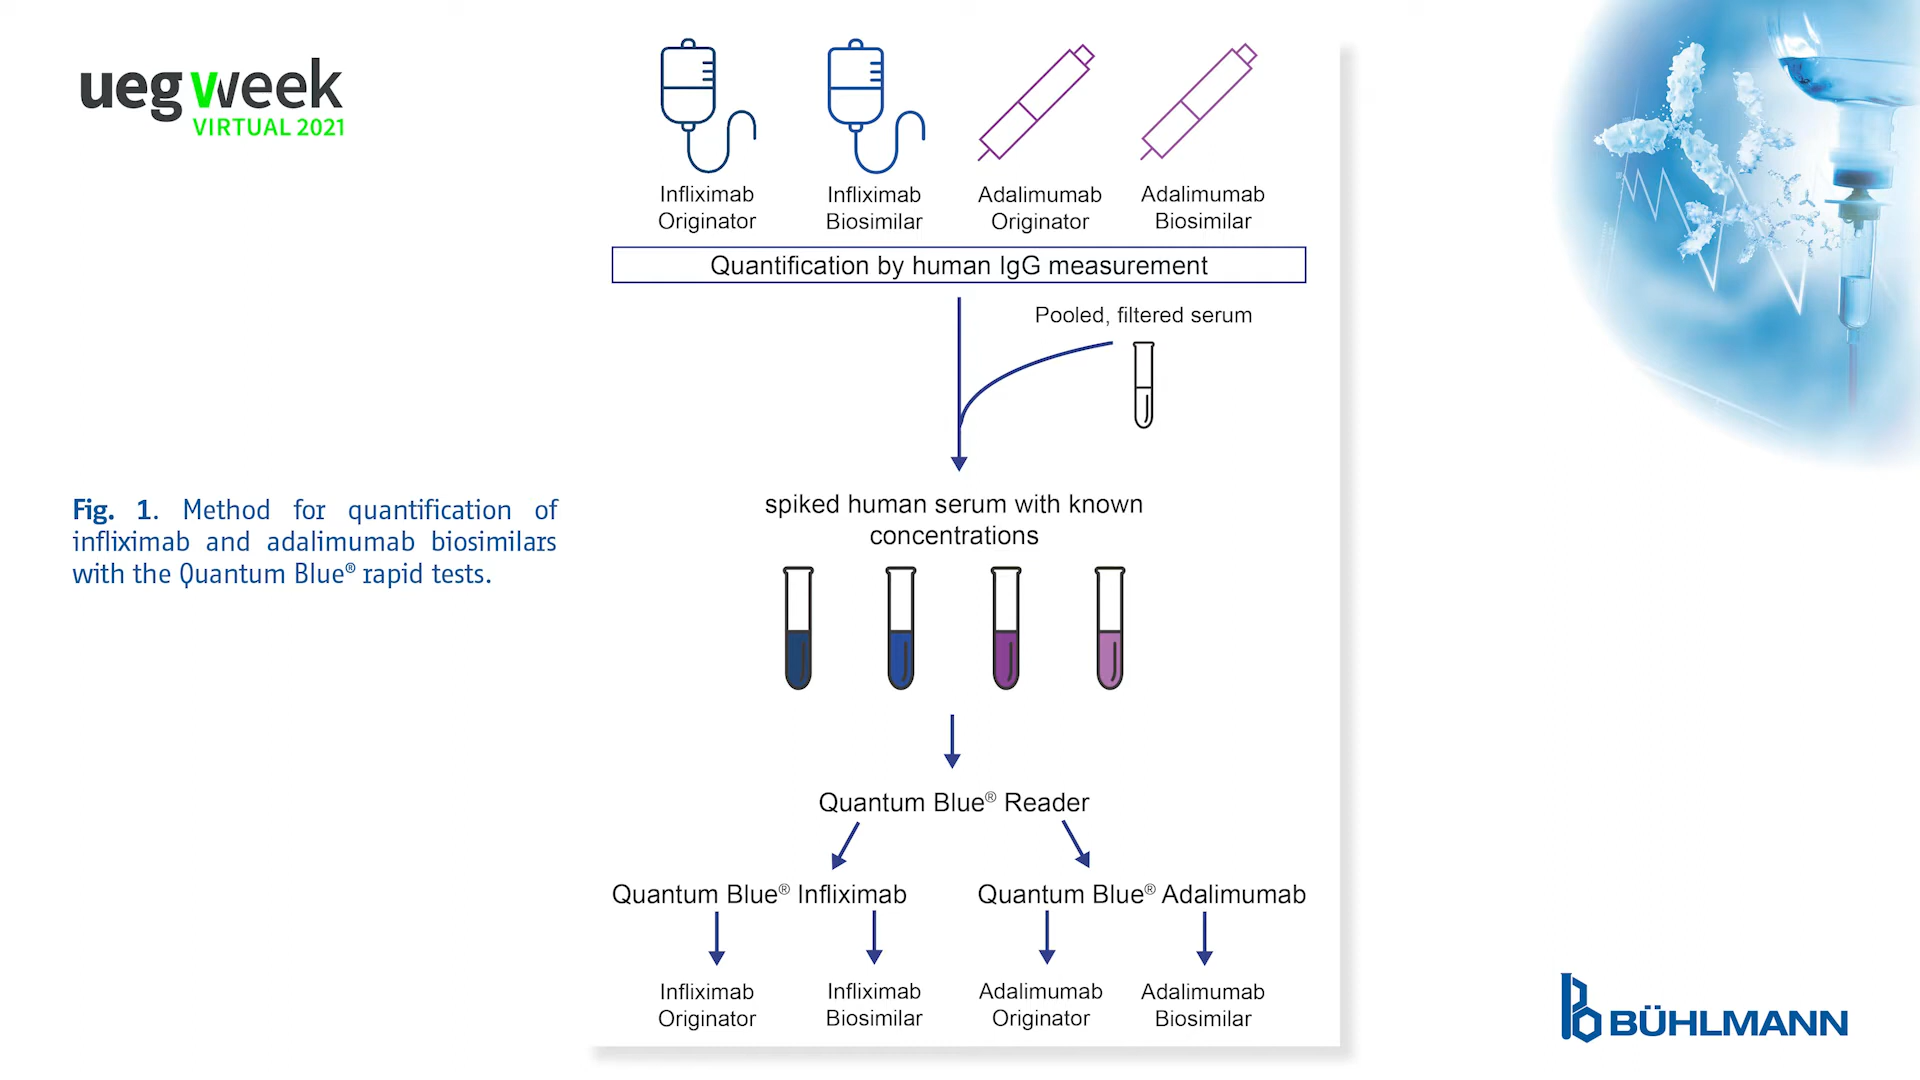 ueg week
VIRTUAL 2021
Infliximab
Originator
Infliximab
Biosimilar
Adalimumab
Originator
Adalimumab
Biosimilar
Quantification by human IgG measurement
Pooled, filtered serum
Fig. 1. Method for quantification of
infliximab and adalimumab biosimilars
with the Quantum Blue® rapid tests.
spiked human serum with known
concentrations
Quantum Blue® Reader
Quantum Blue® Infliximab
Quantum Blue® Adalimumab
Infliximab
Originator
Infliximab
Biosimilar
Adalimumab
Originator
Adalimumab
Biosimilar
BÜHLMANN